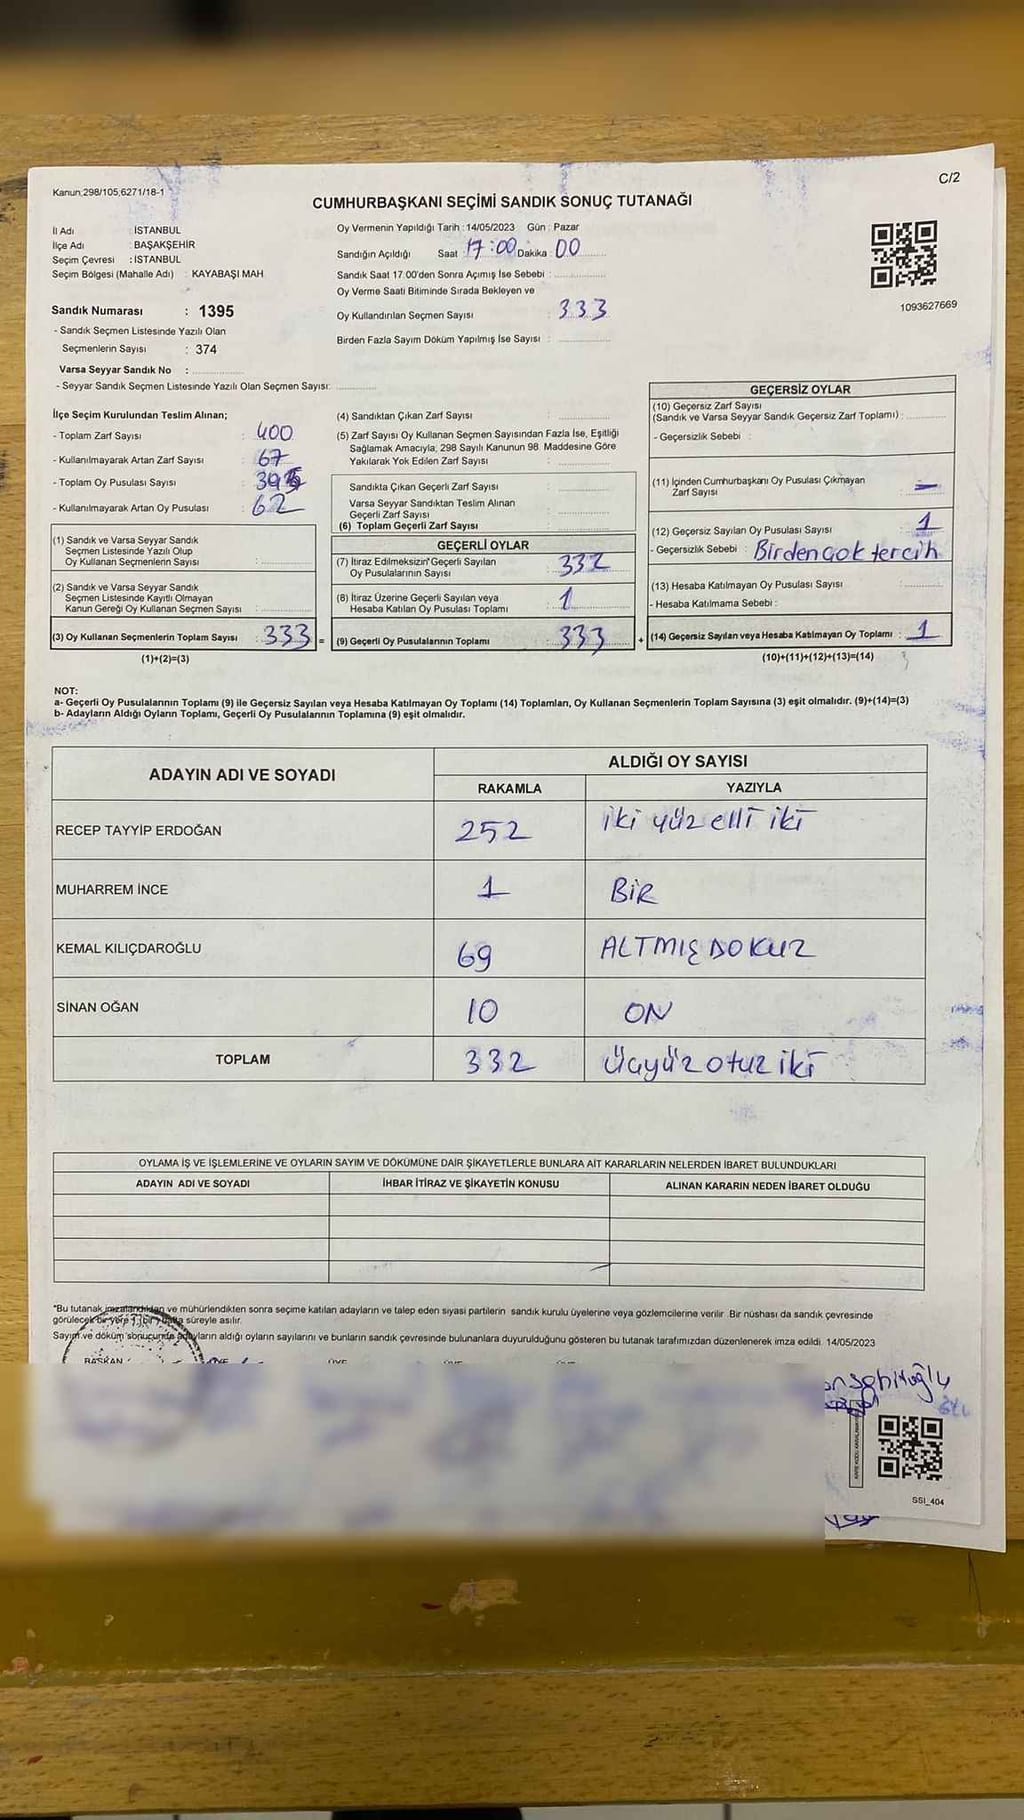 Kanun:298/105,6271/18-1
C/2
CUMHURBAŞKANI SEÇİMİ SANDIK SONUÇ TUTANAĞI
İl Adı : İSTANBUL
İlçe Adı : BAŞAKŞEHİR
Seçim Çevresi : İSTANBUL
Seçim Bölgesi (Mahalle Adı) : KAYABAŞI MAH
Sandık Numarası : 1395
- Sandık Seçmen Listesinde Yazılı Olan
Seçmenlerin Sayısı : 374
Varsa Seyyar Sandık No :
- Seyyar Sandık Seçmen Listesinde Yazılı Olan Seçmen Sayısı:
Oy Vermenin Yapıldığı Tarih : 14/05/2023 Gün : Pazar
Sandığın Açıldığı Saat : 17:00 Dakika : 00
Sandık Saat 17:00'den Sonra Açımış İse Sebebi :
Oy Verme Saati Bitiminde Sırada Bekleyen ve
Oy Kullandırılan Seçmen Sayısı : 333
Birden Fazla Sayım Döküm Yapılmış İse Sayısı :
1093627669
İlçe Seçim Kurulundan Teslim Alınan;
- Toplam Zarf Sayısı : 400
- Kullanılmayarak Artan Zarf Sayısı : 67
- Toplam Oy Pusulası Sayısı :
- Kullanılmayarak Artan Oy Pusulası : 62
(1) Sandık ve Varsa Seyyar Sandık
Seçmen Listesinde Yazılı Olup
Oy Kullanan Seçmenlerin Sayısı :
(2) Sandık ve Varsa Seyyar Sandık
Seçmen Listesinde Kayıtlı Olmayan
Kanun Gereği Oy Kullanan Seçmen Sayısı :
(3) Oy Kullanan Seçmenlerin Toplam Sayısı : 333 =
(1)+(2)=(3)
(4) Sandıktan Çıkan Zarf Sayısı :
(5) Zarf Sayısı Oy Kullanan Seçmen Sayısından Fazla İse, Eşitliği
Sağlamak Amacıyla, 298 Sayılı Kanunun 98. Maddesine Göre
Yakılarak Yok Edilen Zarf Sayısı :
Sandıkta Çıkan Geçerli Zarf Sayısı :
Varsa Seyyar Sandıktan Teslim Alınan
Geçerli Zarf Sayısı :
(6) Toplam Geçerli Zarf Sayısı :
GEÇERLİ OYLAR
(7) İtiraz Edilmeksizin Geçerli Sayılan
Oy Pusulalarının Sayısı : 332
(8) İtiraz Üzerine Geçerli Sayılan veya
Hesaba Katılan Oy Pusulası Toplamı : 1
(9) Geçerli Oy Pusulalarının Toplamı : 333 +
GEÇERSİZ OYLAR
(10) Geçersiz Zarf Sayısı
(Sandık ve Varsa Seyyar Sandık Geçersiz Zarf Toplamı) :
- Geçersizlik Sebebi :
(11) İçinden Cumhurbaşkanı Oy Pusulası Çıkmayan
Zarf Sayısı : -
(12) Geçersiz Sayılan Oy Pusulası Sayısı : 1
- Geçersizlik Sebebi : Birden çok tercih
(13) Hesaba Katılmayan Oy Pusulası Sayısı :
- Hesaba Katılmama Sebebi :
(14) Geçersiz Sayılan veya Hesaba Katılmayan Oy Toplamı : 1
(10)+(11)+(12)+(13)=(14)
NOT:
a- Geçerli Oy Pusulalarının Toplamı (9) ile Geçersiz Sayılan veya Hesaba Katılmayan Oy Toplamı (14) Toplamları, Oy Kullanan Seçmenlerin Toplam Sayısına (3) eşit olmalıdır. (9)+(14)=(3)
b- Adayların Aldığı Oyların Toplamı, Geçerli Oy Pusulalarının Toplamına (9) eşit olmalıdır.
ADAYIN ADI VE SOYADI
ALDIĞI OY SAYISI
RAKAMLA YAZIYLA
RECEP TAYYİP ERDOĞAN 252 iki yüz elli iki
MUHARREM İNCE 1 BİR
KEMAL KILIÇDAROĞLU 69 ALTMIŞ DOKUZ
SİNAN OĞAN 10 ON
TOPLAM 332 Üçyüz otuz iki
OYLAMA İŞ VE İŞLEMLERİNE VE OYLARIN SAYIM VE DÖKÜMÜNE DAİR ŞİKAYETLERLE BUNLARA AİT KARARLARIN NELERDEN İBARET BULUNDUKLARI
ADAYIN ADI VE SOYADI İHBAR İTİRAZ VE ŞİKAYETİN KONUSU ALINAN KARARIN NEDEN İBARET OLDUĞU
"Bu tutanak imzalandıktan ve mühürlendikten sonra seçime katılan adayların ve talep eden siyasi partilerin sandık kurulu üyelerine veya gözlemcilerine verilir. Bir nüshası da sandık çevresinde
görülecek bir yere 1 (bir) hafta süreyle asılır.
Sayım ve döküm sonucunda adayların aldığı oyların sayılarını ve bunların sandık çevresinde bulunanlara duyurulduğunu gösteren bu tutanak tarafımızdan düzenlenerek imza edildi. 14/05/2023
BAŞKAN
SSI_404